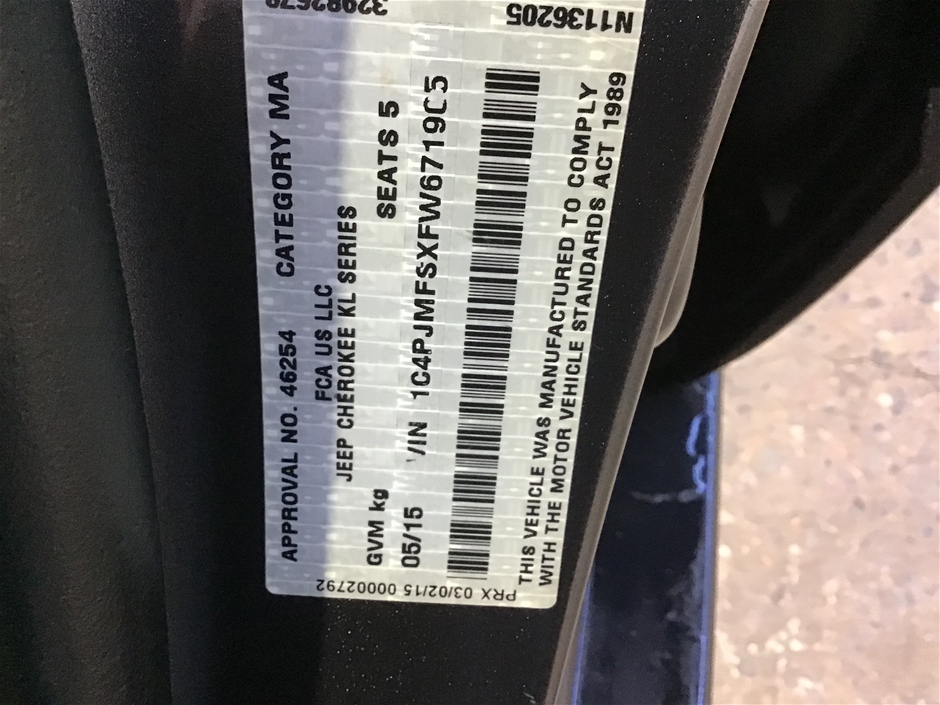 APPROVAL NO. 46254 CATEGORY MA
FCA US LLC
JEEP CHEROKEE KL SERIES
GVM kg SEATS 5
05/15 VIN 1C4PJMFSXFW6719C5
THIS VEHICLE WAS MANUFACTURED TO COMPLY
WITH THE MOTOR VEHICLE STANDARDS ACT 1989
PRX 03/02/15 00002792
N1136205